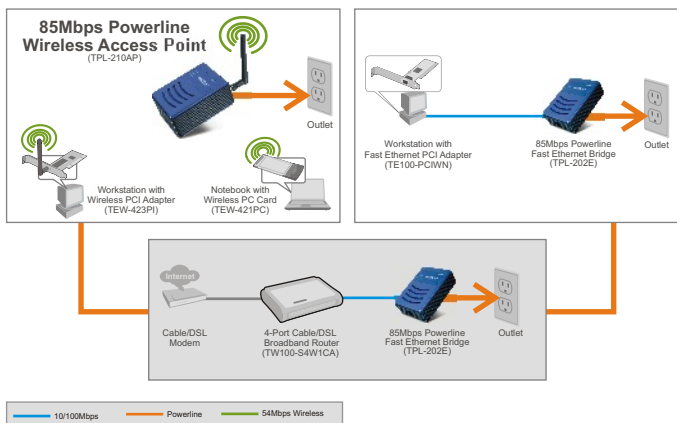 85Mbps Powerline
Wireless Access Point
(TPL-210AP)
Outlet
Workstation with
Wireless PCI Adapter
(TEW-423PI)
Notebook with
Wireless PC Card
(TEW-421PC)
Workstation with
Fast Ethernet PCI Adapter
(TE100-PCIWN)
85Mbps Powerline
Fast Ethernet Bridge
(TPL-202E)
Outlet
Internet
Cable/DSL
Modem
4-Port Cable/DSL
Broadband Router
(TW100-S4W1CA)
85Mbps Powerline
Fast Ethernet Bridge
(TPL-202E)
Outlet
10/100Mbps
Powerline
54Mbps Wireless